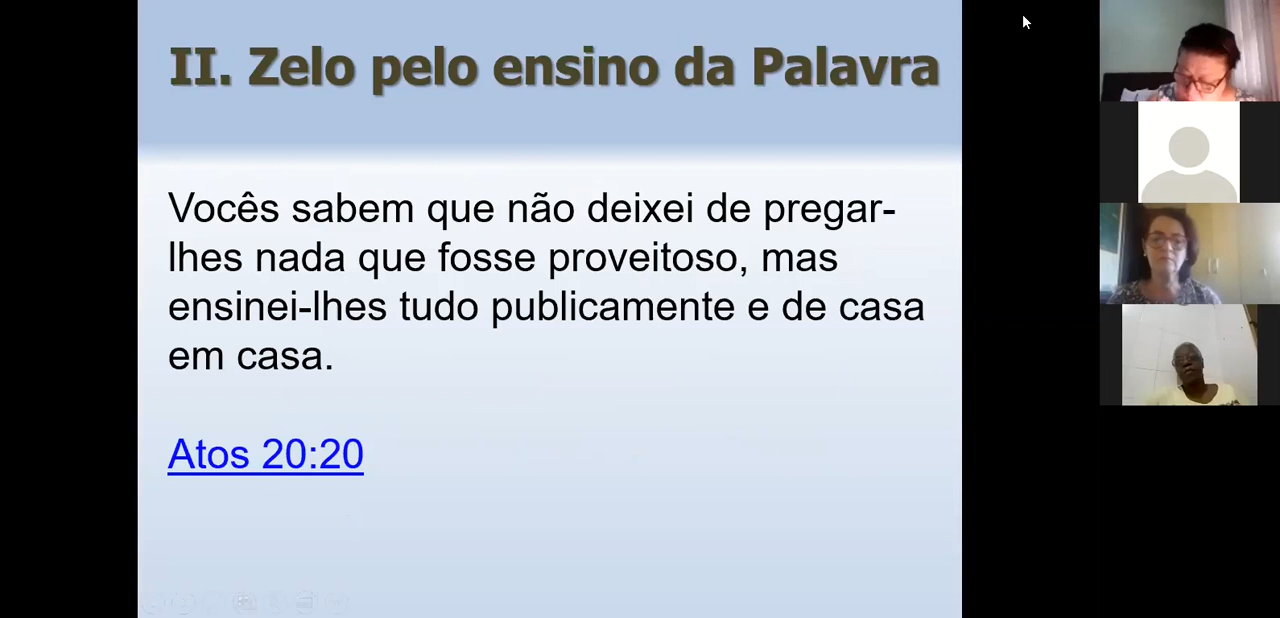 II. Zelo pelo ensino da Palavra
Vocês sabem que não deixei de pregar-
lhes nada que fosse proveitoso, mas
ensinei-lhes tudo publicamente e de casa
em casa.
Atos 20:20